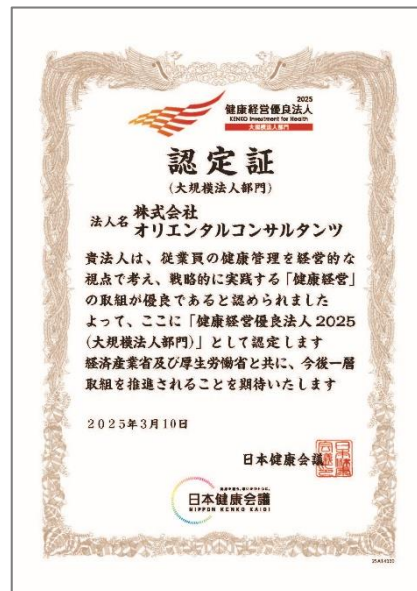 2025
健康経営優良法人
KENKO Investment for Health
大規模法人部門
認定証
(大規模法人部門)
法人名 株式会社
オリエンタルコンサルタンツ
貴法人は、従業員の健康管理を経営的な
視点で考え、戦略的に実践する「健康経営」
の取組が優良であると認められました
よって、ここに「健康経営優良法人2025
(大規模法人部門)」として認定します
経済産業省及び厚生労働省と共に、今後一層
取組を推進されることを期待いたします
2025年3月10日
日本健康会議
日本健康会議
NIPPON KENKO KAIGI